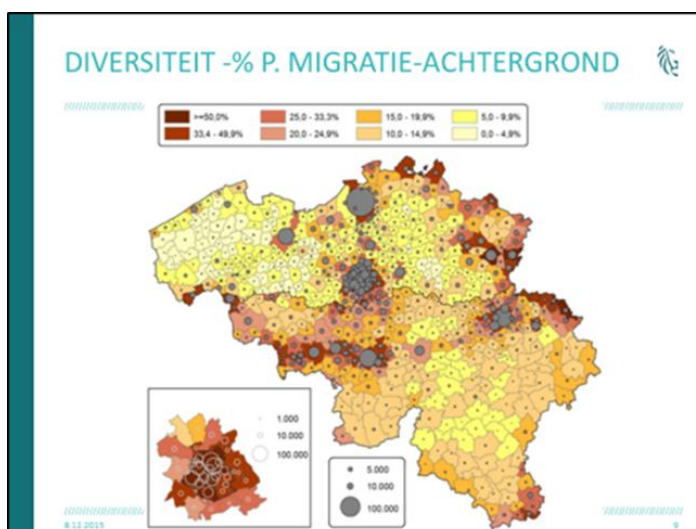 DIVERSITEIT -% P. MIGRATIE-ACHTERGROND
>=50,0% 25,0 - 33,3% 15,0 - 19,9% 5,0 - 9,9%
33,4 - 49,9% 20,0 - 24,9% 10,0 - 14,9% 0,0 - 4,9%
1.000
10.000
100.000
5.000
10.000
100.000
8.12.2015 9